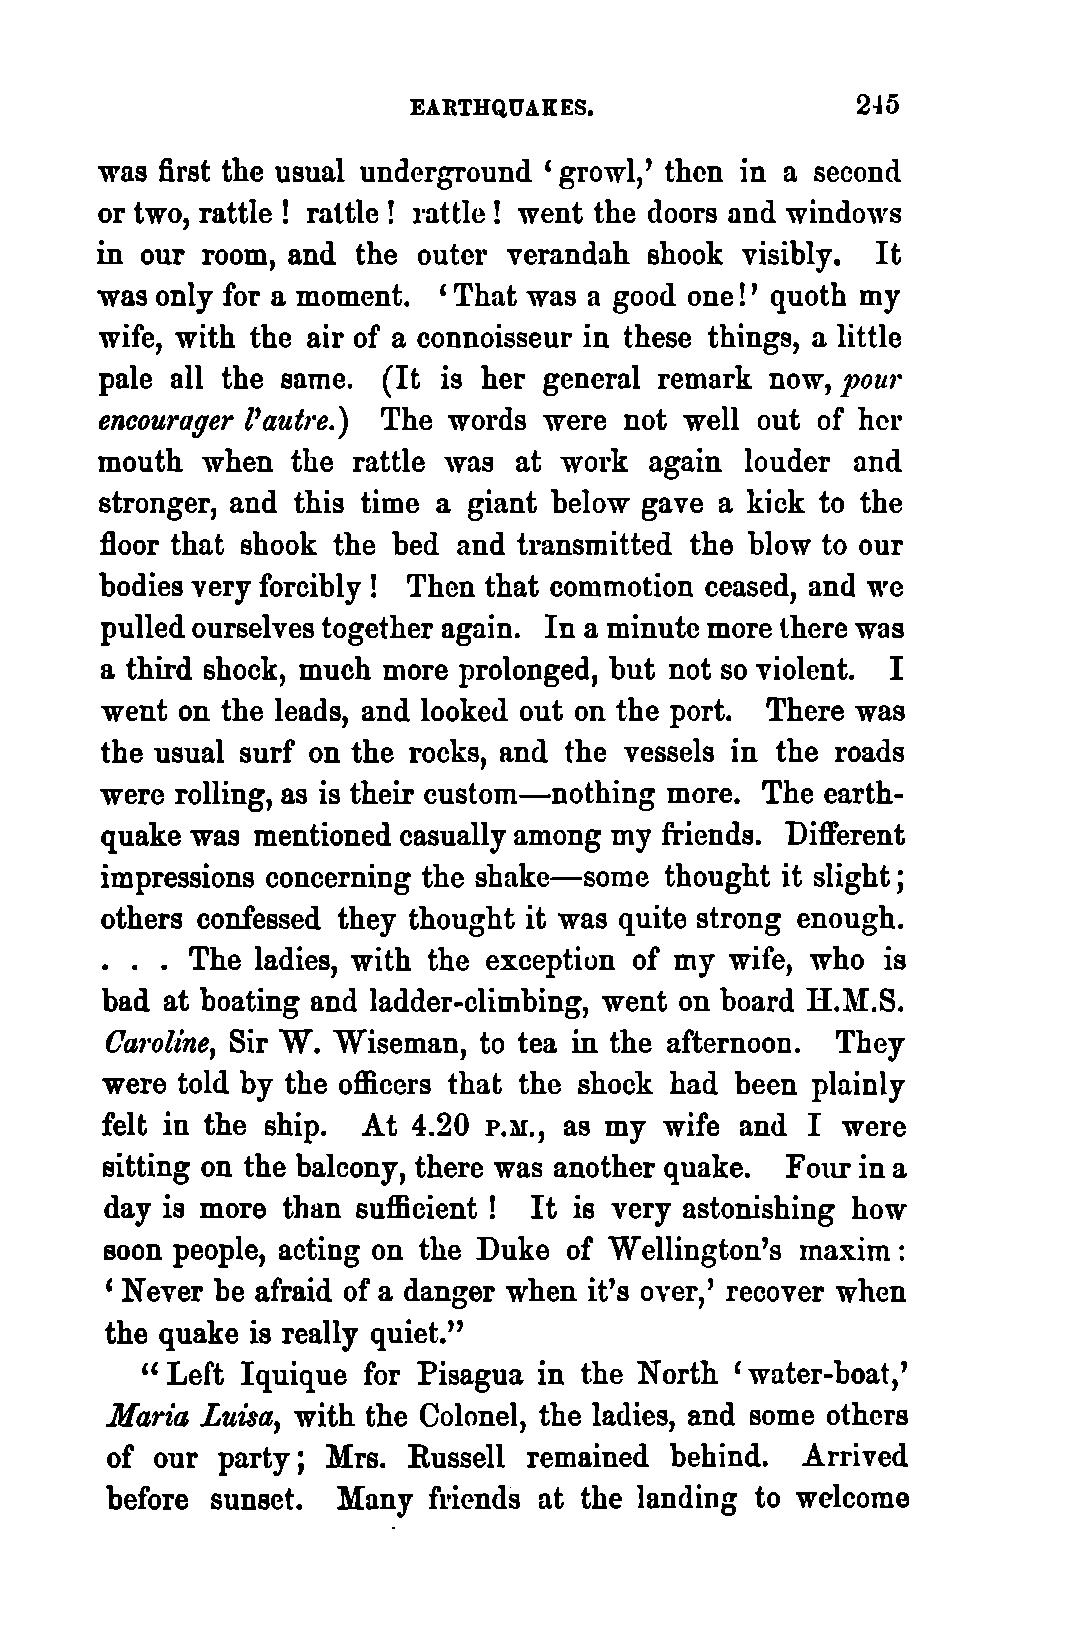 EARTHQUAKES. 245
was first the usual underground ‘growl,’ then in a second
or two, rattle! rattle! rattle! went the doors and windows
in our room, and the outer verandah shook visibly. It
was only for a moment. ‘That was a good one!’ quoth my
wife, with the air of a connoisseur in these things, a little
pale all the same. (It is her general remark now, pour
encourager l’autre.) The words were not well out of her
mouth when the rattle was at work again louder and
stronger, and this time a giant below gave a kick to the
floor that shook the bed and transmitted the blow to our
bodies very forcibly! Then that commotion ceased, and we
pulled ourselves together again. In a minute more there was
a third shock, much more prolonged, but not so violent. I
went on the leads, and looked out on the port. There was
the usual surf on the rocks, and the vessels in the roads
were rolling, as is their custom—nothing more. The earth-
quake was mentioned casually among my friends. Different
impressions concerning the shake—some thought it slight;
others confessed they thought it was quite strong enough.
. . . The ladies, with the exception of my wife, who is
bad at boating and ladder-climbing, went on board H.M.S.
Caroline, Sir W. Wiseman, to tea in the afternoon. They
were told by the officers that the shock had been plainly
felt in the ship. At 4.20 P.M., as my wife and I were
sitting on the balcony, there was another quake. Four in a
day is more than sufficient! It is very astonishing how
soon people, acting on the Duke of Wellington’s maxim:
‘Never be afraid of a danger when it’s over,’ recover when
the quake is really quiet.”
“Left Iquique for Pisagua in the North ‘water-boat,’
Maria Luisa, with the Colonel, the ladies, and some others
of our party; Mrs. Russell remained behind. Arrived
before sunset. Many friends at the landing to welcome